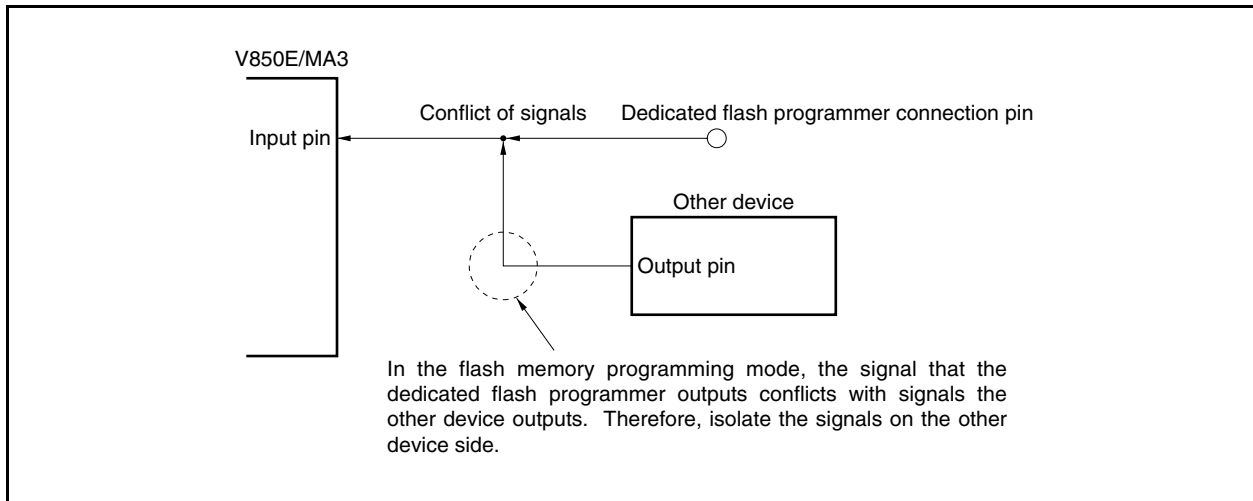 V850E/MA3
Conflict of signals
Dedicated flash programmer connection pin
Input pin
Other device
Output pin
In the flash memory programming mode, the signal that the
dedicated flash programmer outputs conflicts with signals the
other device outputs. Therefore, isolate the signals on the other
device side.